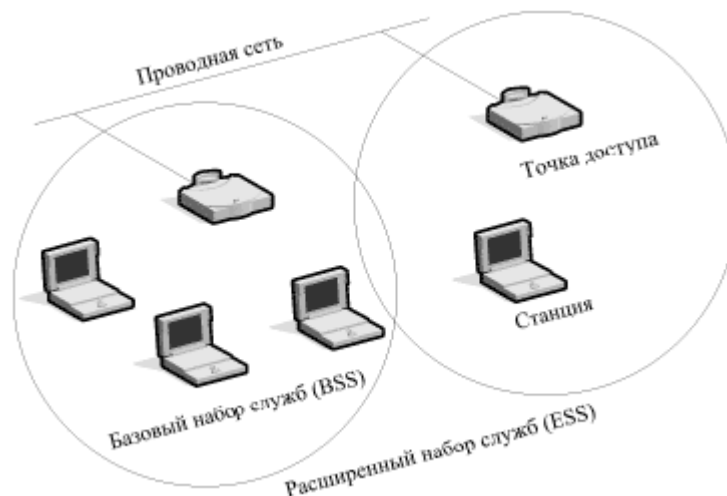 Проводная сеть
Точка доступа
Станция
Базовый набор служб (BSS)
Расширенный набор служб (ESS)